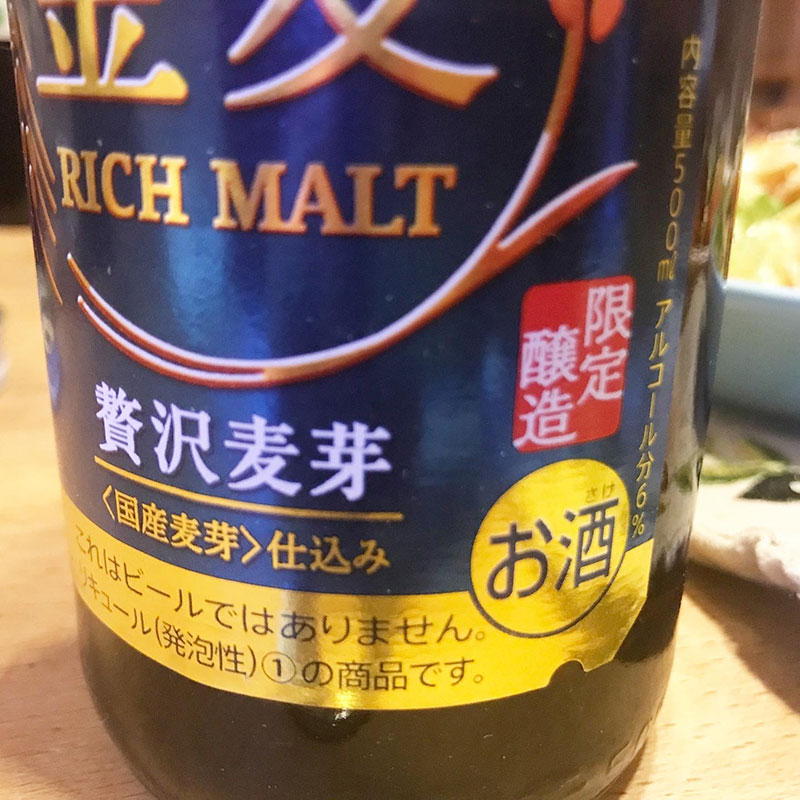 金麦
RICH MALT
贅沢麦芽
〈国産麦芽〉仕込み
限定
醸造
さけ
お酒
内容量500㎖ アルコール分6%
これはビールではありません。
リキュール(発泡性)①の商品です。